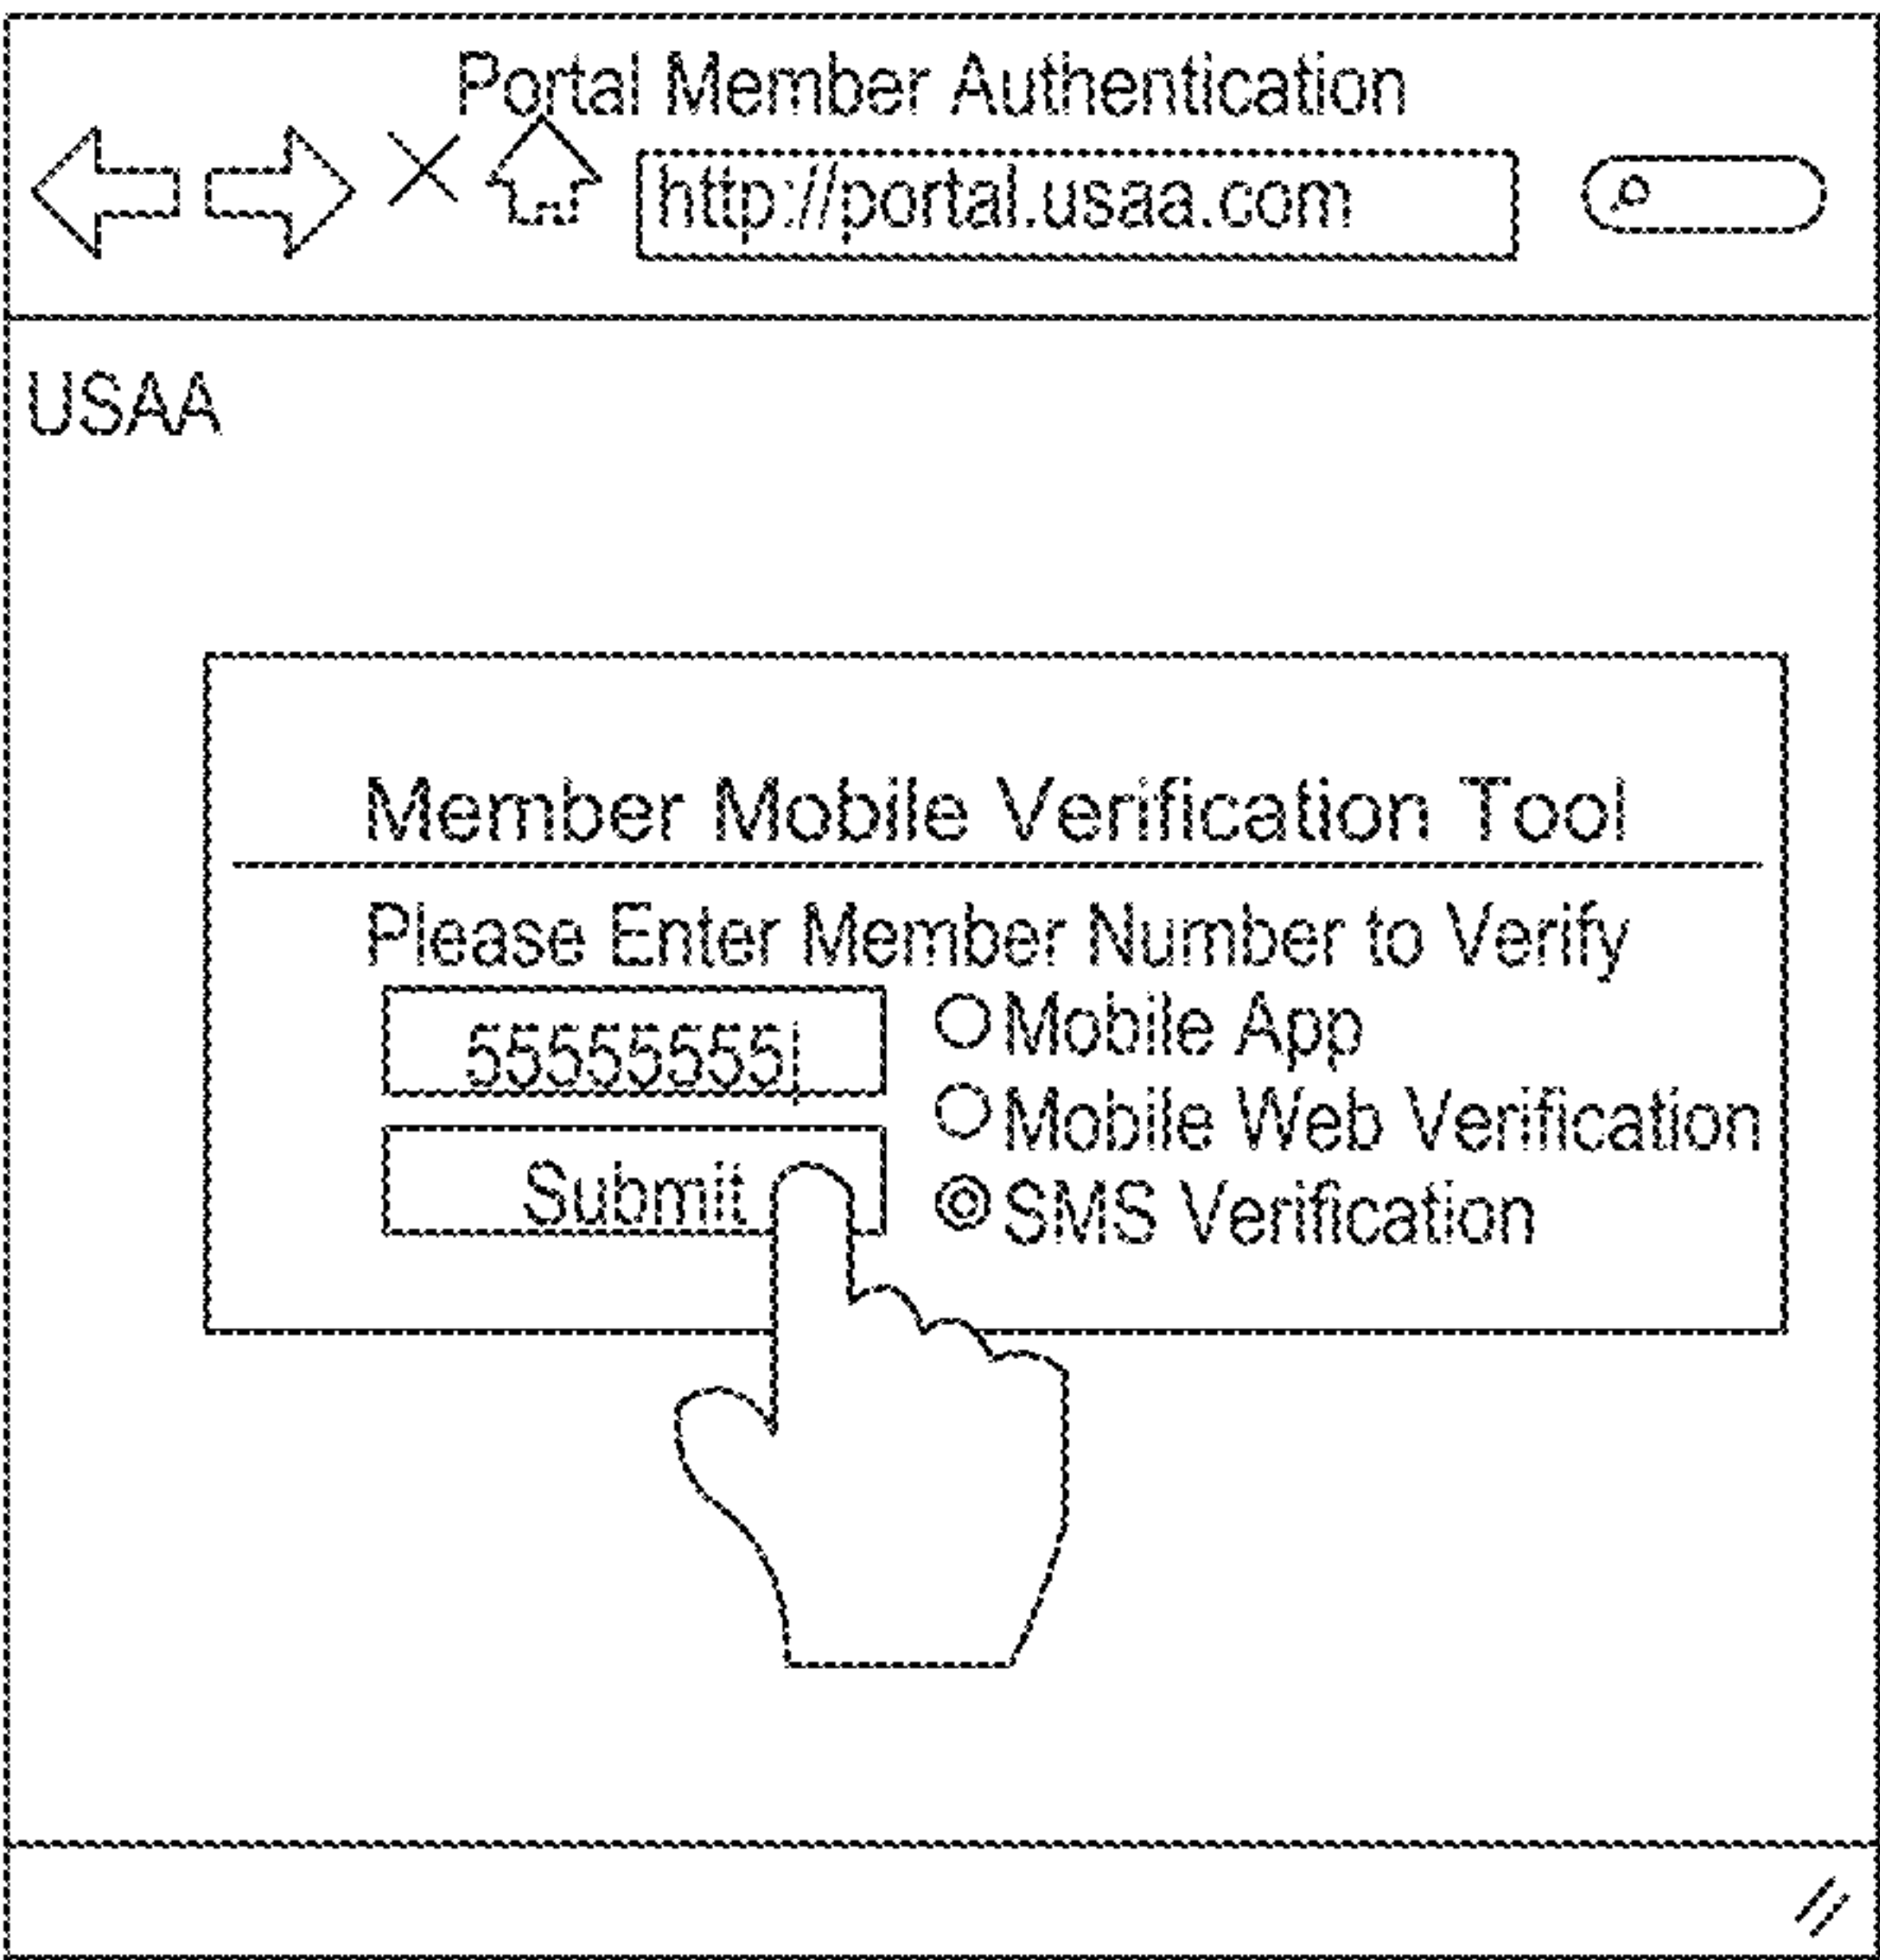 Portal Member Authentication
http://portal.usaa.com
USAA
Member Mobile Verification Tool
Please Enter Member Number to Verify
55555555
Mobile App
Mobile Web Verification
Submit
SMS Verification